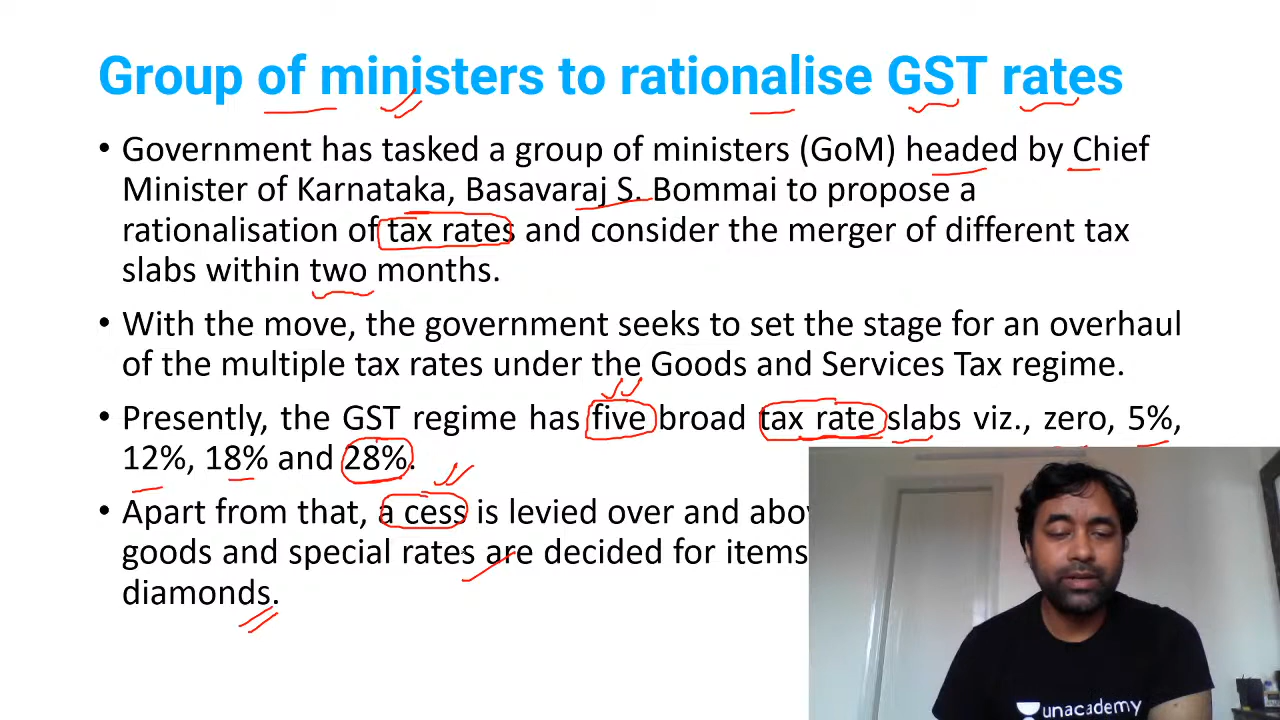 Group of ministers to rationalise GST rates
• Government has tasked a group of ministers (GoM) headed by Chief
Minister of Karnataka, Basavaraj S. Bommai to propose a
rationalisation of tax rates and consider the merger of different tax
slabs within two months.
• With the move, the government seeks to set the stage for an overhaul
of the multiple tax rates under the Goods and Services Tax regime.
• Presently, the GST regime has five broad tax rate slabs viz., zero, 5%,
12%, 18% and 28%.
• Apart from that, a cess is levied over and
goods and special rates are decided for items
diamonds.
unacademy